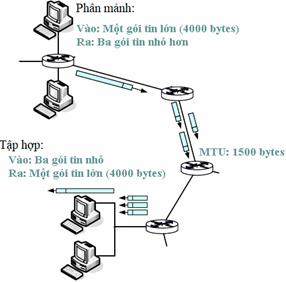 Phân mảnh:
Vào: Một gói tin lớn (4000 bytes)
Ra: Ba gói tin nhỏ hơn
MTU: 1500 bytes
Tập hợp:
Vào: Ba gói tin nhỏ
Ra: Một gói tin lớn (4000 bytes)